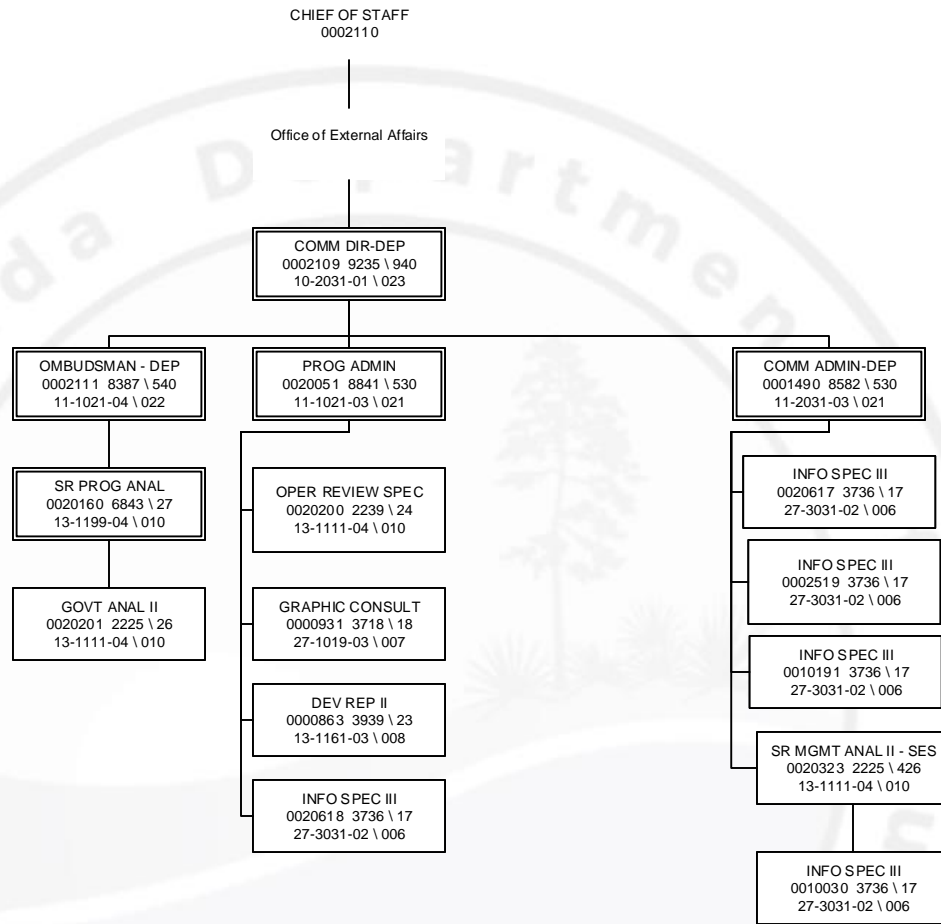 CHIEF OF STAFF
0002110
Office of External Affairs
COMM DIR-DEP
0002109 9235 \ 940
10-2031-01 \ 023
OMBUDSMAN - DEP
0002111 8387 \ 540
11-1021-04 \ 022
PROG ADMIN
0020051 8841 \ 530
11-1021-03 \ 021
COMM ADMIN-DEP
0001490 8582 \ 530
11-2031-03 \ 021
SR PROG ANAL
0020160 6843 \ 27
13-1199-04 \ 010
GOVT ANAL II
0020201 2225 \ 26
13-1111-04 \ 010
OPER REVIEW SPEC
0020200 2239 \ 24
13-1111-04 \ 010
GRAPHIC CONSULT
0000931 3718 \ 18
27-1019-03 \ 007
DEV REP II
0000863 3939 \ 23
13-1161-03 \ 008
INFO SPEC III
0020618 3736 \ 17
27-3031-02 \ 006
INFO SPEC III
0020617 3736 \ 17
27-3031-02 \ 006
INFO SPEC III
0002519 3736 \ 17
27-3031-02 \ 006
INFO SPEC III
0010191 3736 \ 17
27-3031-02 \ 006
SR MGMT ANAL II - SES
0020323 2225 \ 426
13-1111-04 \ 010
INFO SPEC III
0010030 3736 \ 17
27-3031-02 \ 006